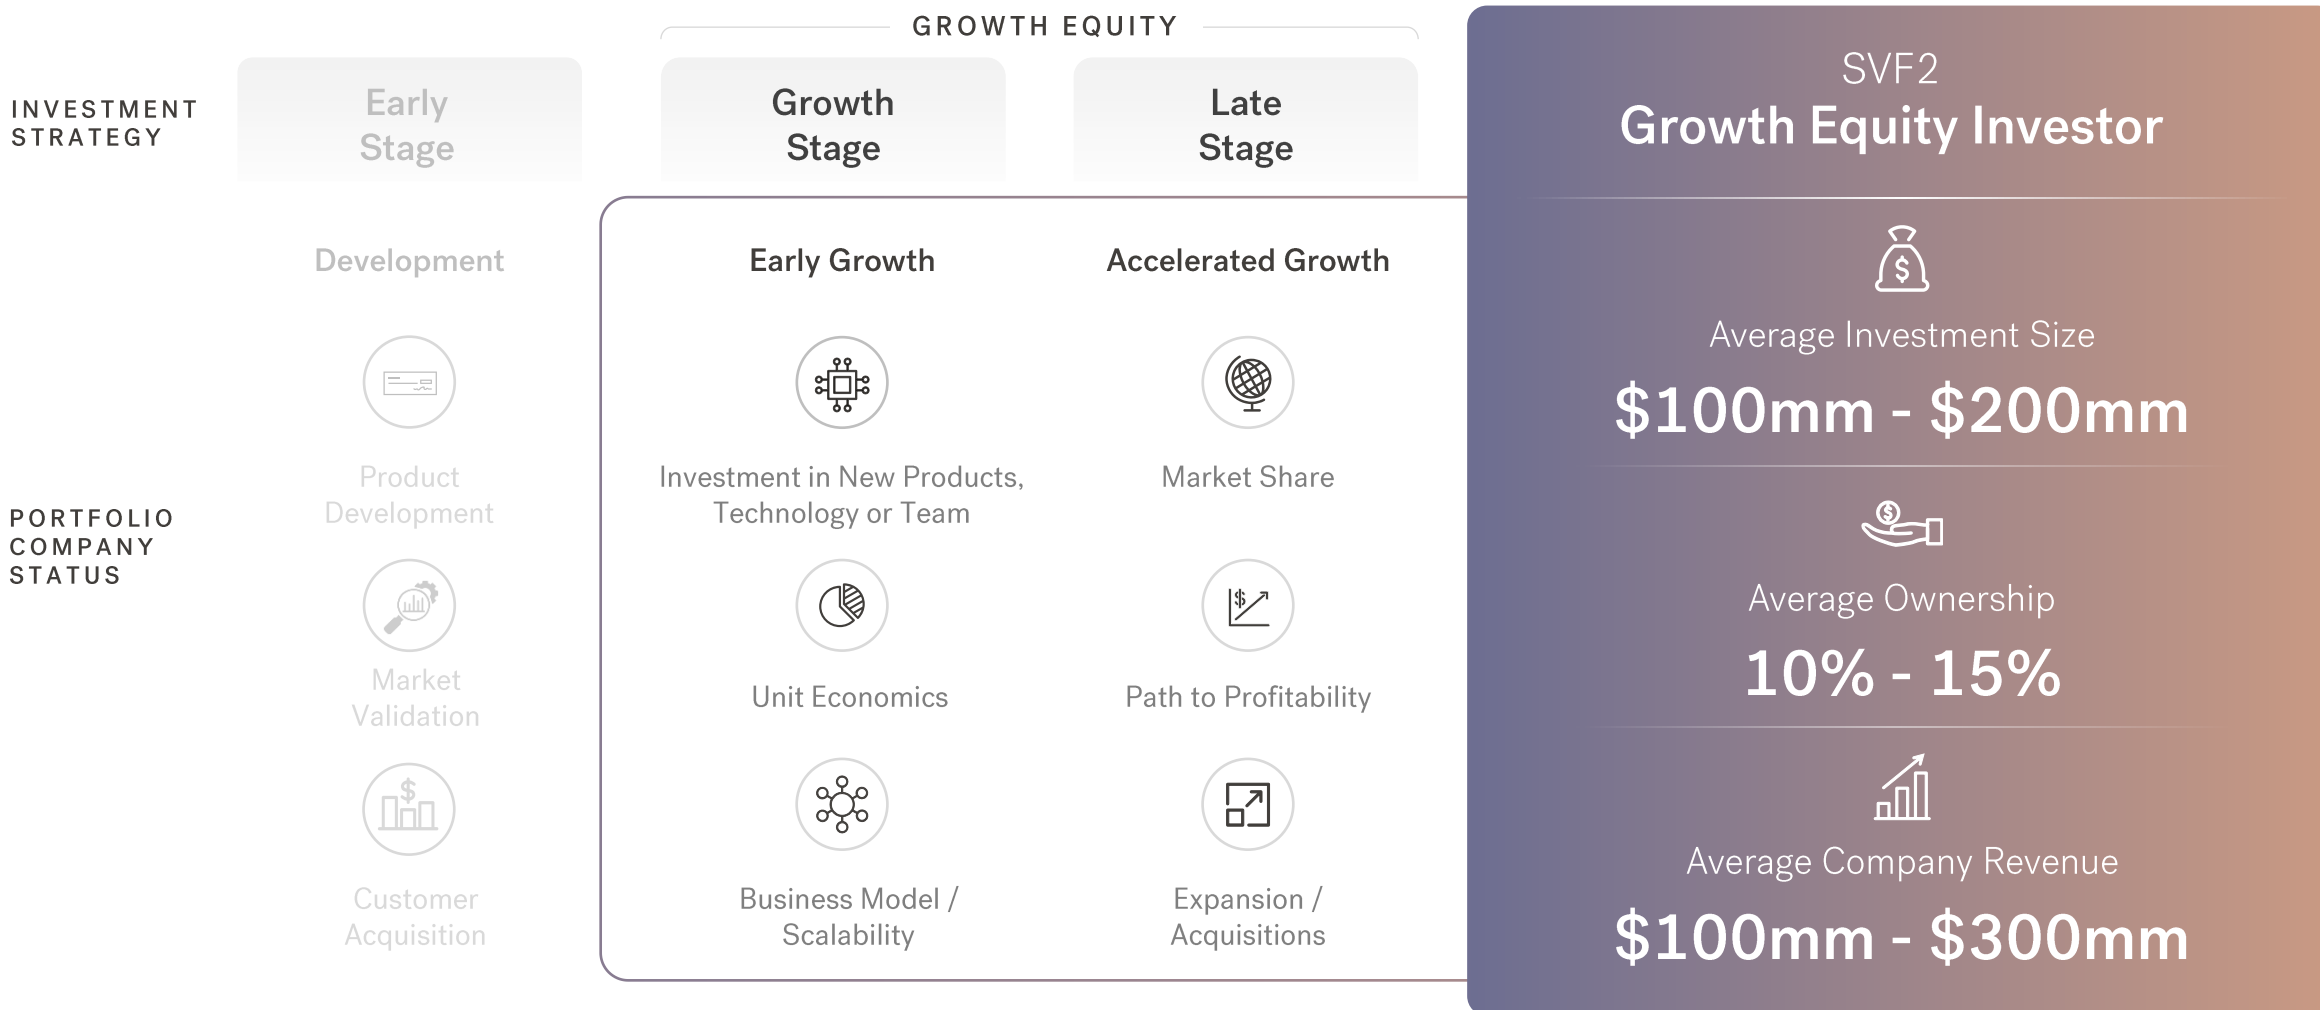 GROWTH EQUITY
INVESTMENT
STRATEGY
Early
Stage
Growth
Stage
Late
Stage
SVF2
Growth Equity Investor
PORTFOLIO
COMPANY
STATUS
Development
Product
Development
Market
Validation
$
Customer
Acquisition
Early Growth
Investment in New Products,
Technology or Team
Unit Economics
Business Model /
Scalability
Accelerated Growth
Market Share
$
Path to Profitability
Expansion /
Acquisitions
$
Average Investment Size
$100mm - $200mm
$
Average Ownership
10% - 15%
Average Company Revenue
$100mm - $300mm